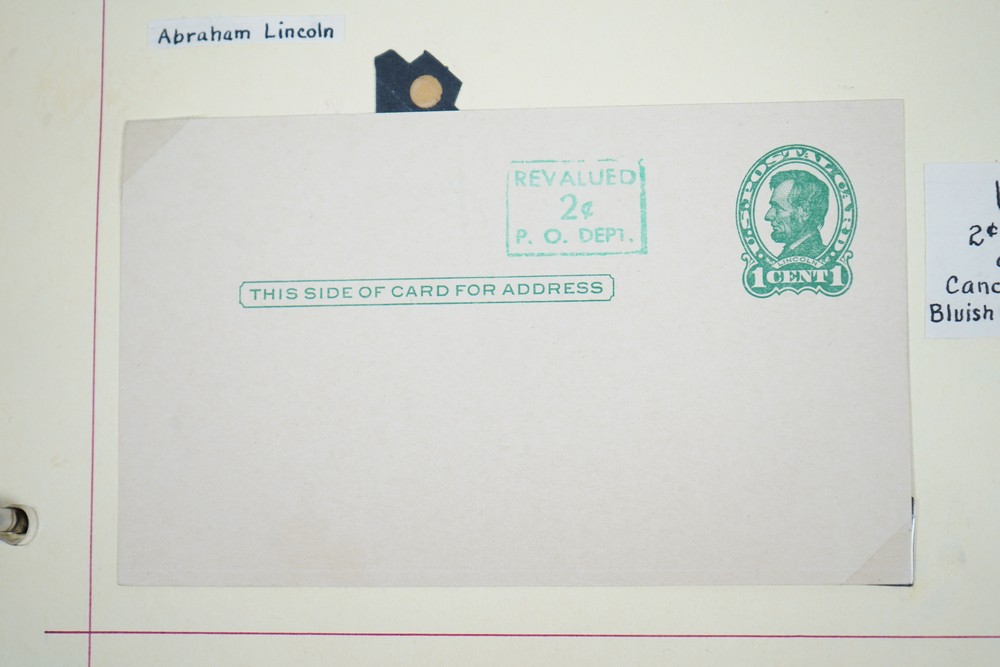 Abraham Lincoln
REVALUED
2¢
P. O. DEPT.
U.S. POSTAL CARD
LINCOLN
1 CENT 1
THIS SIDE OF CARD FOR ADDRESS
2¢
Bluish